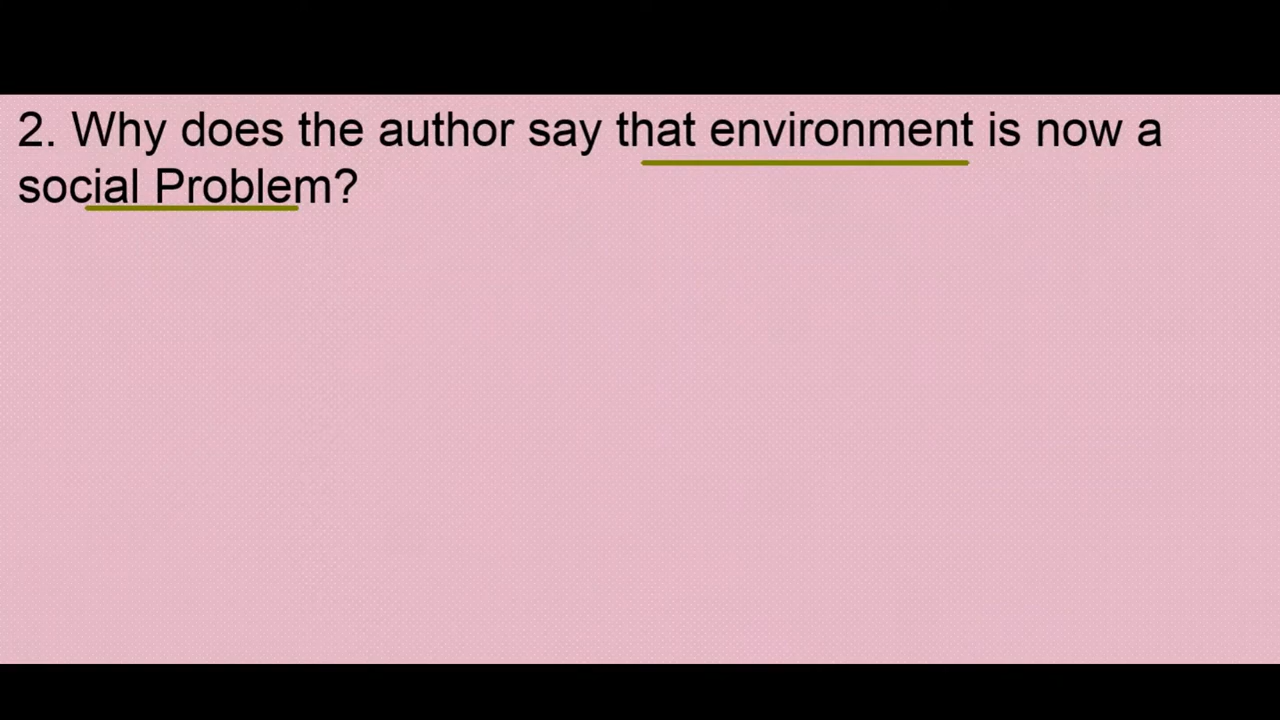 2. Why does the author say that environment is now a
social Problem?